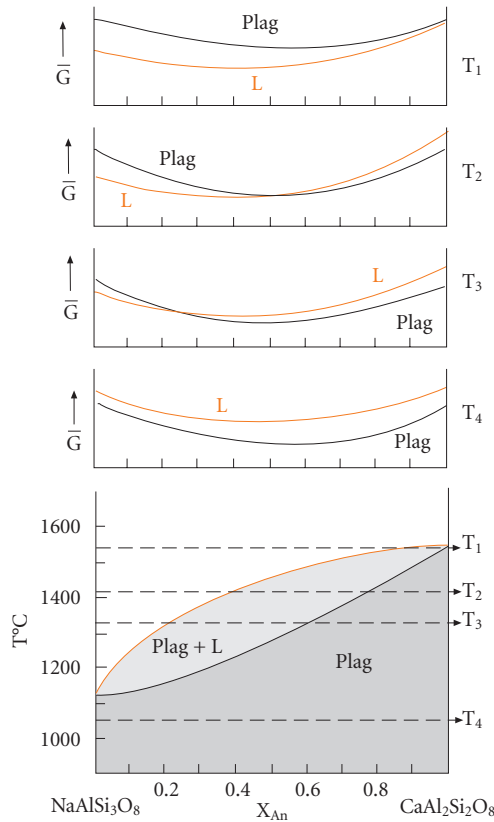 Plag
G̅
L
T₁
Plag
G̅
L
T₂
L
G̅
Plag
T₃
L
G̅
Plag
T₄
1600
T₁
T₂
1400
T₃
T°C
Plag + L
Plag
1200
T₄
1000
0.2 0.4 0.6 0.8
NaAlSi₃O₈ X_An CaAl₂Si₂O₈